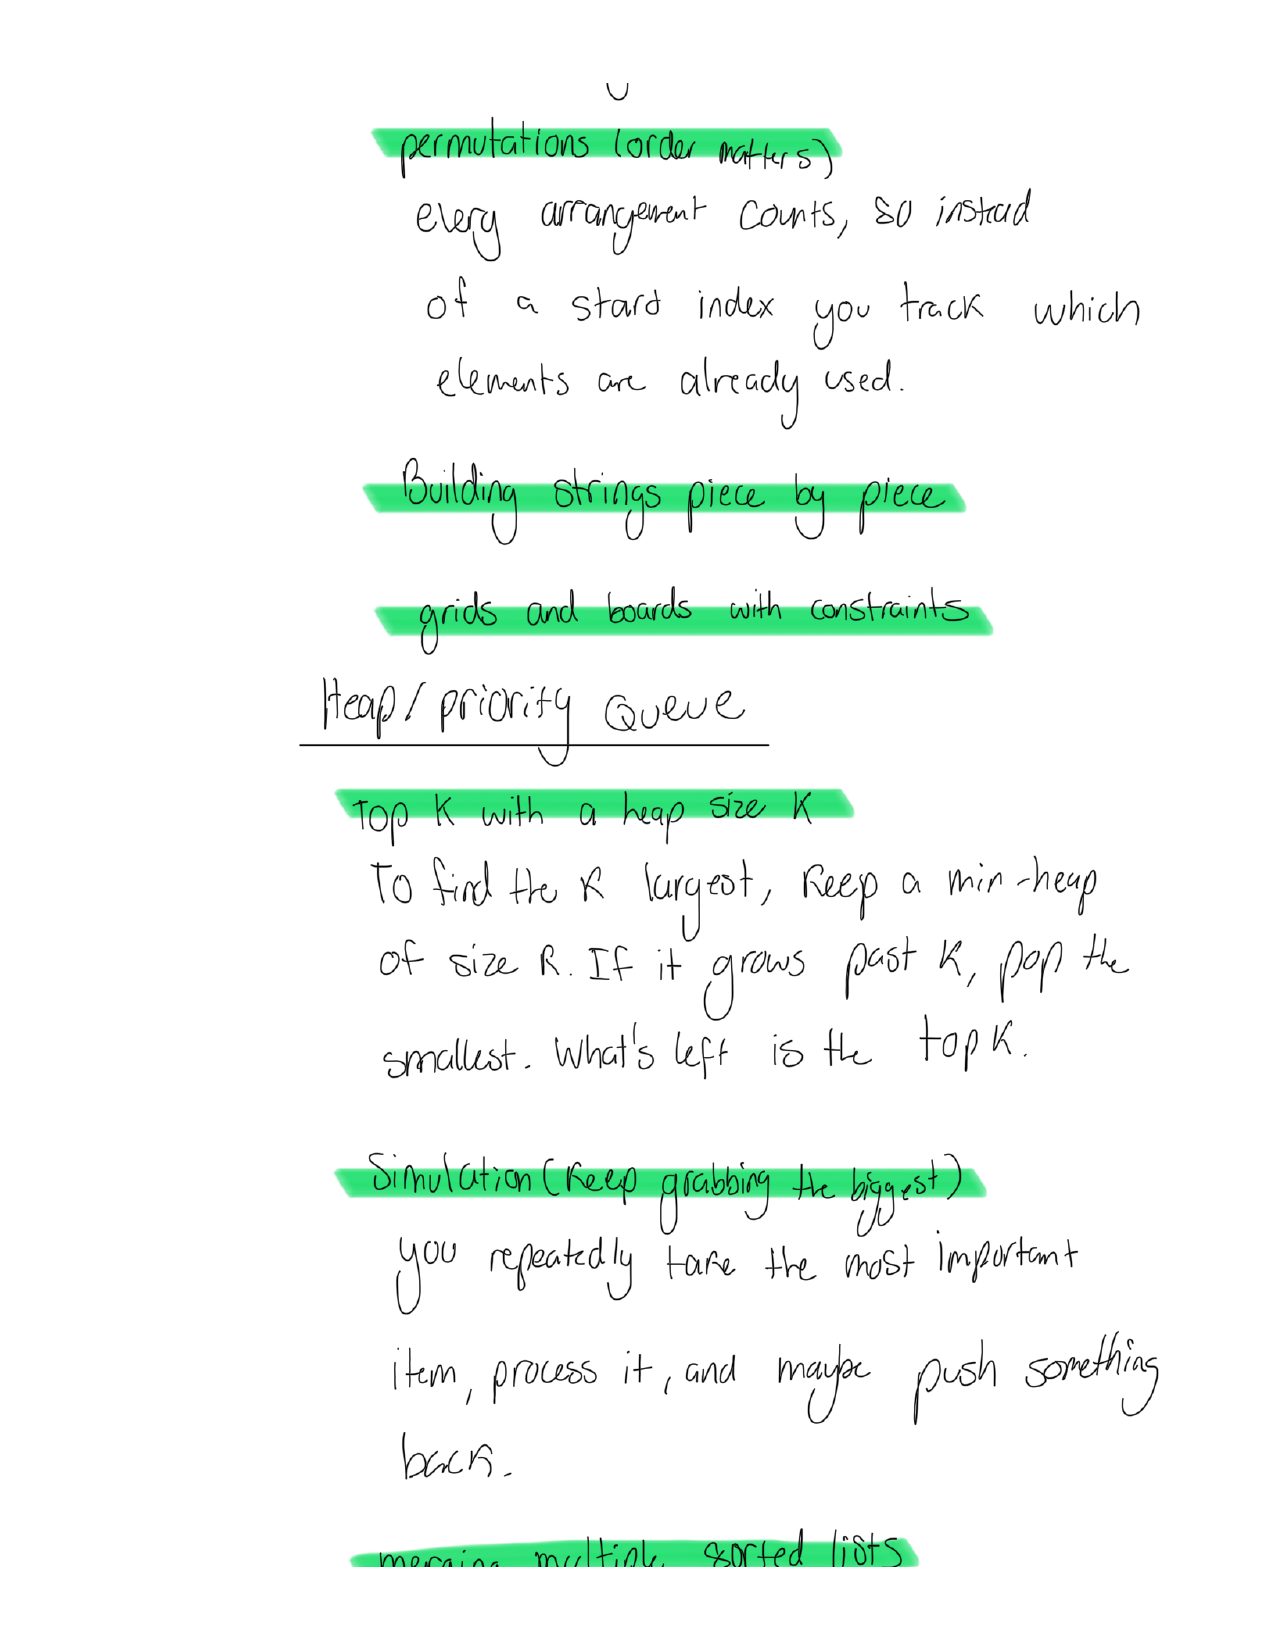 permutations (order matters)
every arrangement counts, so instead
of a start index you track which
elements are already used.
Building strings piece by piece
grids and boards with constraints
Heap/priority Queue
Top K with a heap size K
To find the K largest, Keep a min-heap
of size K. If it grows past K, pop the
smallest. What's left is the top K.
Simulation (Keep grabbing the biggest)
you repeatedly take the most important
item, process it, and maybe push something
back.
merging multiple sorted lists